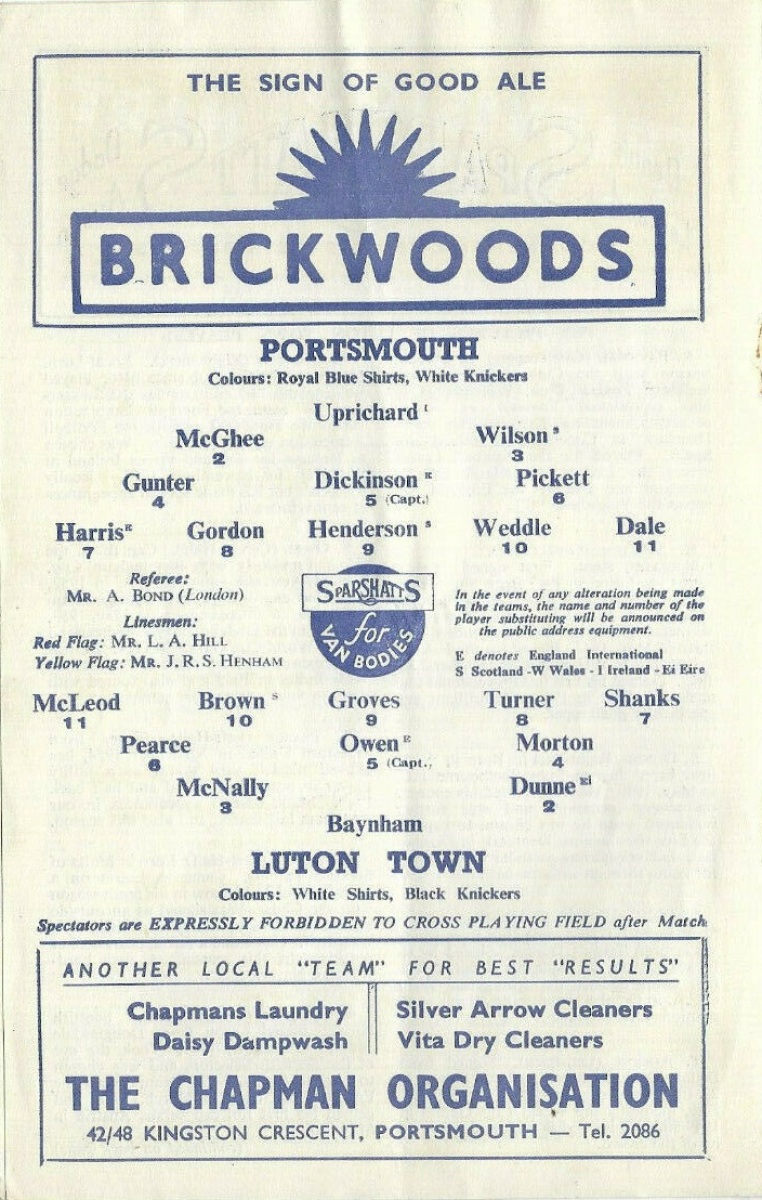 THE SIGN OF GOOD ALE
BRICKWOODS
PORTSMOUTH
Colours: Royal Blue Shirts, White Knickers
Uprichard I
McGhee Wilson S
2 3
Gunter Dickinson E Pickett
4 5 (Capt.) 6
Harris E Gordon Henderson S Weddle Dale
7 8 9 10 11
Referee:
MR. A. BOND (London)
Linesmen:
Red Flag: MR. L. A. HILL
Yellow Flag: MR. J. R. S. HENHAM
SPARSHATTS
for
VAN BODIES
In the event of any alteration being made
in the teams, the name and number of the
player substituting will be announced on
the public address equipment.
E denotes England International
S Scotland - W Wales - I Ireland - Ei Eire
McLeod Brown S Groves Turner Shanks
11 10 9 8 7
Pearce Owen E Morton
6 5 (Capt.) 4
McNally Dunne Ei
3 2
Baynham
LUTON TOWN
Colours: White Shirts, Black Knickers
Spectators are EXPRESSLY FORBIDDEN TO CROSS PLAYING FIELD after Match
ANOTHER LOCAL "TEAM" FOR BEST "RESULTS"
Chapmans Laundry Silver Arrow Cleaners
Daisy Dampwash Vita Dry Cleaners
THE CHAPMAN ORGANISATION
42/48 KINGSTON CRESCENT, PORTSMOUTH — Tel. 2086